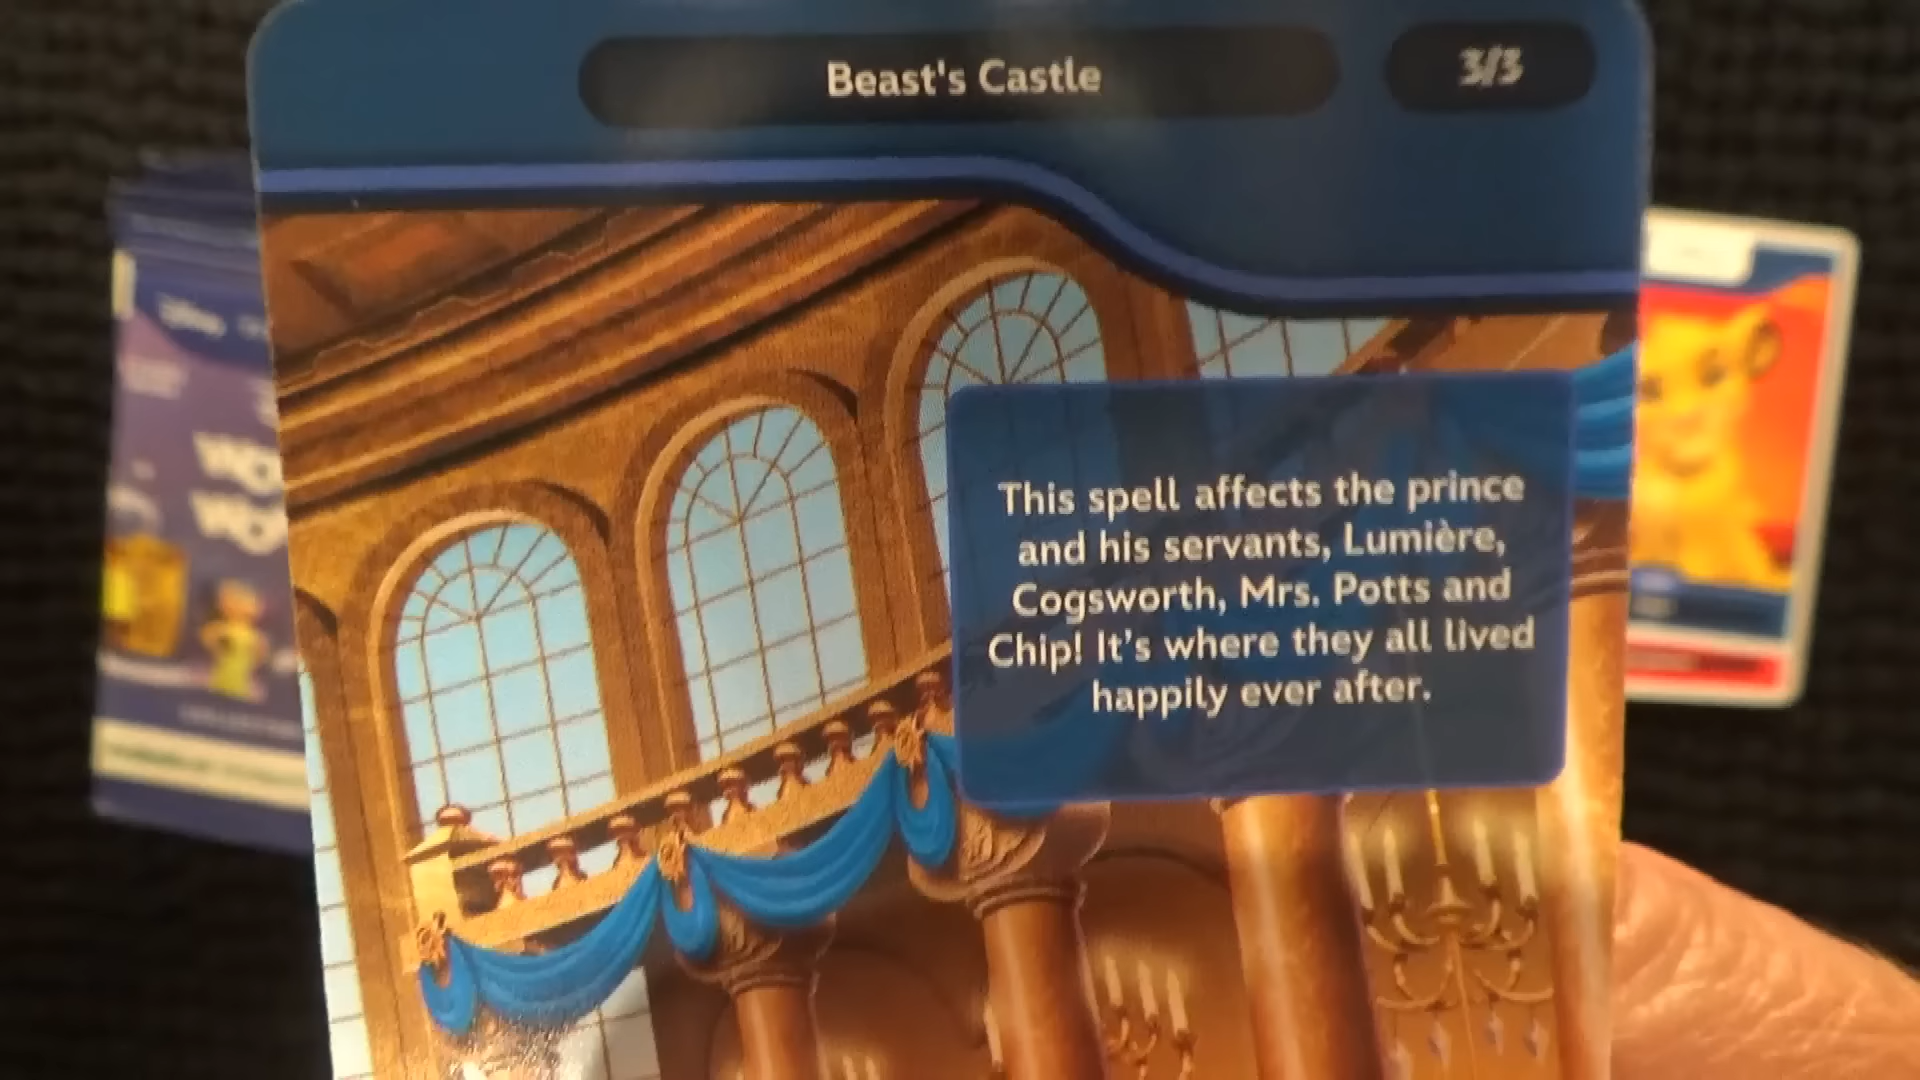 Beast's Castle
3/3
This spell affects the prince
and his servants, Lumière,
Cogsworth, Mrs. Potts and
Chip! It's where they all lived
happily ever after.
Disney